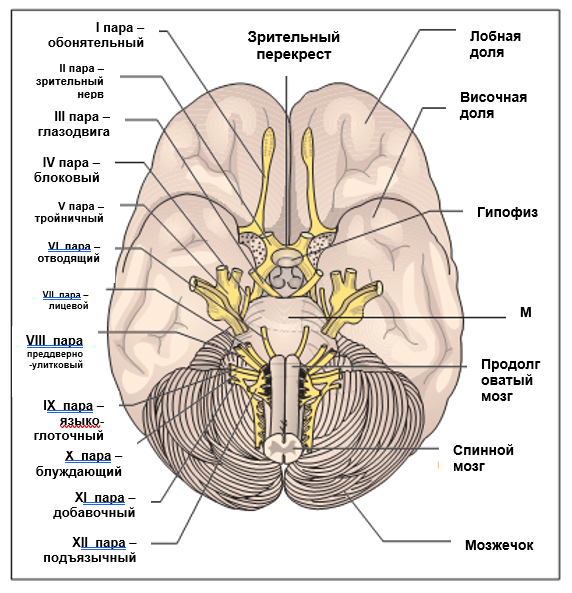 I пара –
обонятельный
II пара –
зрительный
нерв
III пара –
глазодвига
IV пара –
блоковый
V пара –
тройничный
VI пара –
отводящий
VII пара –
лицевой
VIII пара
преддверно
-улитковый
IX пара –
языко-
глоточный
X пара –
блуждающий
XI пара –
добавочный
XII пара –
подъязычный
Зрительный
перекрест
Лобная
доля
Височная
доля
Гипофиз
М
Продолг
оватый
мозг
Спинной
мозг
Мозжечок